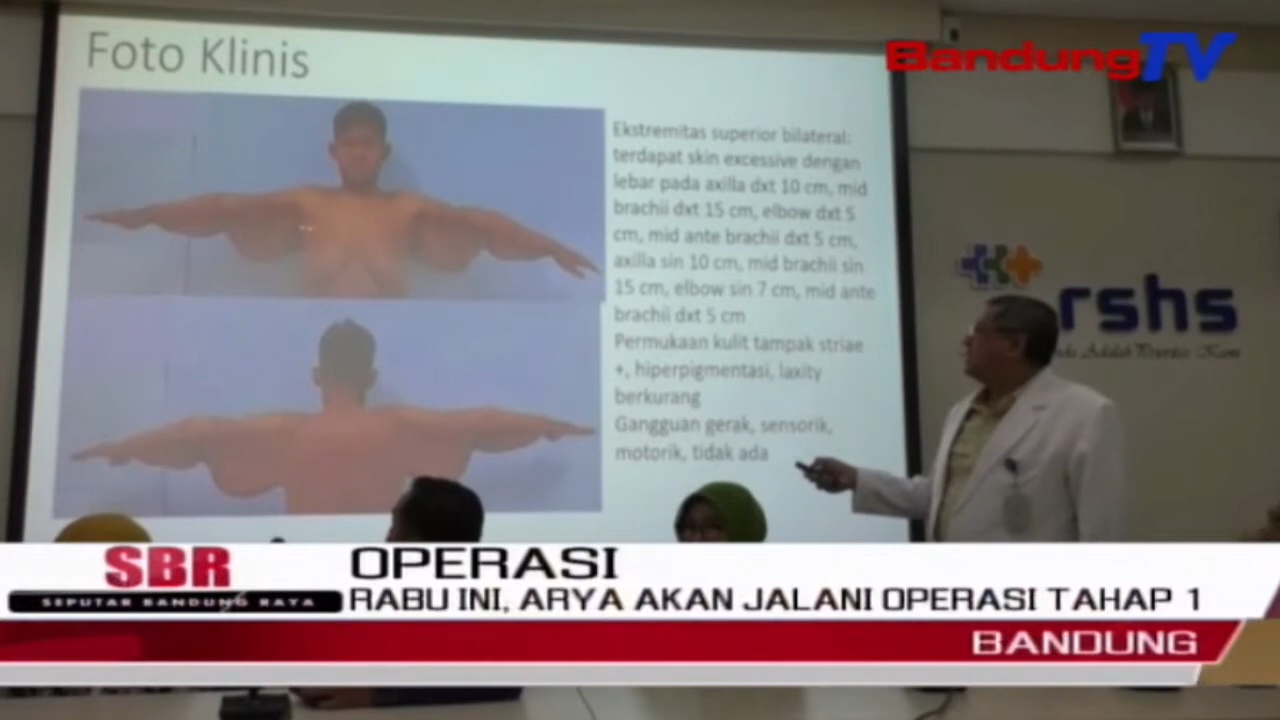 Foto Klinis
BandungTV
Ekstremitas superior bilateral:
terdapat skin excessive dengan
lebar pada axilla dxt 10 cm, mid
brachii dxt 15 cm, elbow dxt 5
cm, mid ante brachii dxt 5 cm,
axilla sin 10 cm, mid brachii sin
15 cm, elbow sin 7 cm, mid ante
brachii dxt 5 cm
Permukaan kulit tampak striae
+, hiperpigmentasi, laxity
berkurang
Gangguan gerak, sensorik,
motorik, tidak ada
rshs
Adalah Prioritas Kami
SBR
SEPUTAR BANDUNG RAYA
OPERASI
RABU INI, ARYA AKAN JALANI OPERASI TAHAP 1
BANDUNG